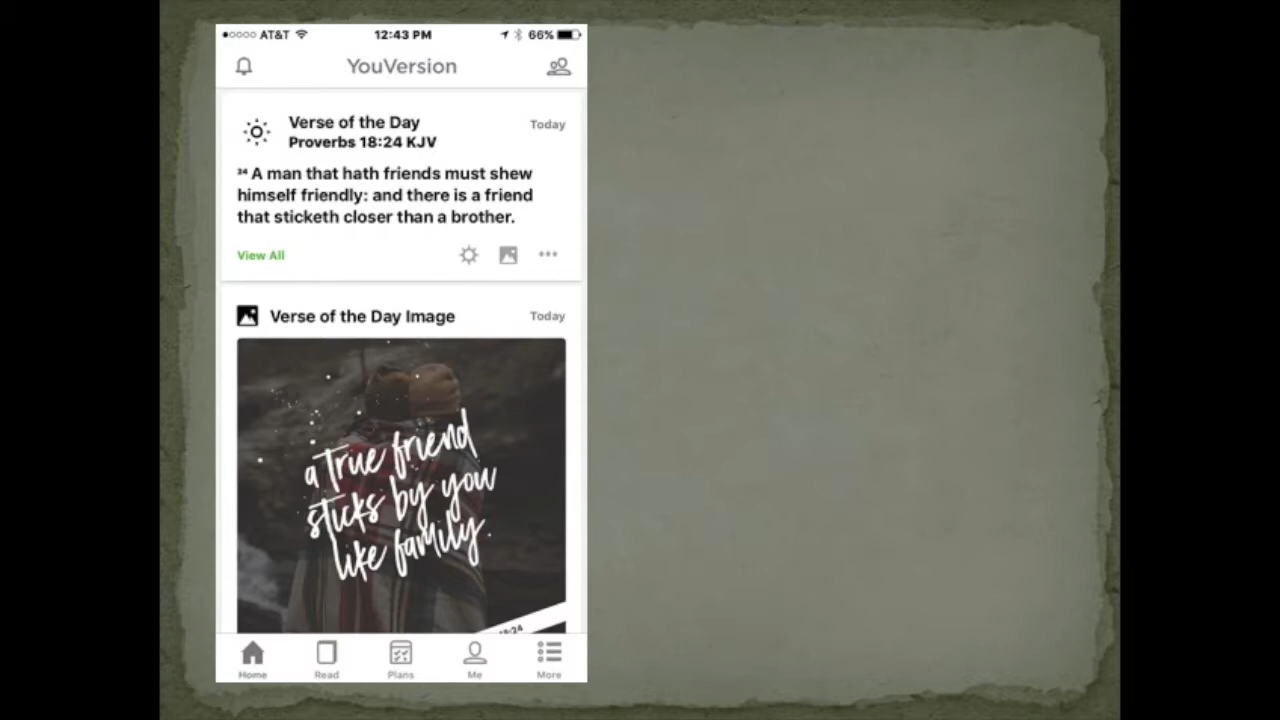 AT&T 12:43 PM 66%
YouVersion
Verse of the Day Today
Proverbs 18:24 KJV
²⁴ A man that hath friends must shew
himself friendly: and there is a friend
that sticketh closer than a brother.
View All
Verse of the Day Image Today
a true friend
sticks by you
like family.
Home Read Plans Me More